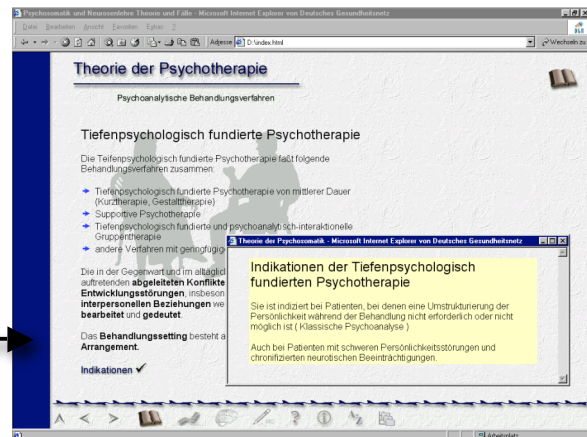 Psychosomatik und Neurosenlehre Theorie und Fälle - Microsoft Internet Explorer von Deutsches Gesundheitsnetz
Datei Bearbeiten Ansicht Favoriten Extras ?
Adresse D:\index.html Wechseln zu
Theorie der Psychotherapie
Psychoanalytische Behandlungsverfahren
Tiefenpsychologisch fundierte Psychotherapie
Die Teifenpsychologisch fundierte Psychotherapie faßt folgende
Behandlungsverfahren zusammen:
Tiefenpsychologisch fundierte Psychotherapie von mittlerer Dauer
(Kurztherapie, Gestalttherapie)
Supportive Psychotherapie
Tiefenpsychologisch fundierte und psychoanalytisch-interaktionelle
Gruppentherapie
andere Verfahren mit geringfügig
Die in der Gegenwart und im alltäglic
auftretenden abgeleiteten Konflikte
Entwicklungsstörungen, insbeson
interpersonellen Beziehungen we
bearbeitet und gedeutet.
Das Behandlungssetting besteht a
Arrangement.
Indikationen
Theorie der Psychosomatik - Microsoft Internet Explorer von Deutsches Gesundheitsnetz
Indikationen der Tiefenpsychologisch
fundierten Psychotherapie
Sie ist indiziert bei Patienten, bei denen eine Umstrukturierung der
Persönlichkeit während der Behandlung nicht erforderlich oder nicht
möglich ist ( Klassische Psychoanalyse )
Auch bei Patienten mit schweren Persönlichkeitsstörungen und
chronifizierten neurotischen Beeinträchtigungen.
Arbeitsplatz